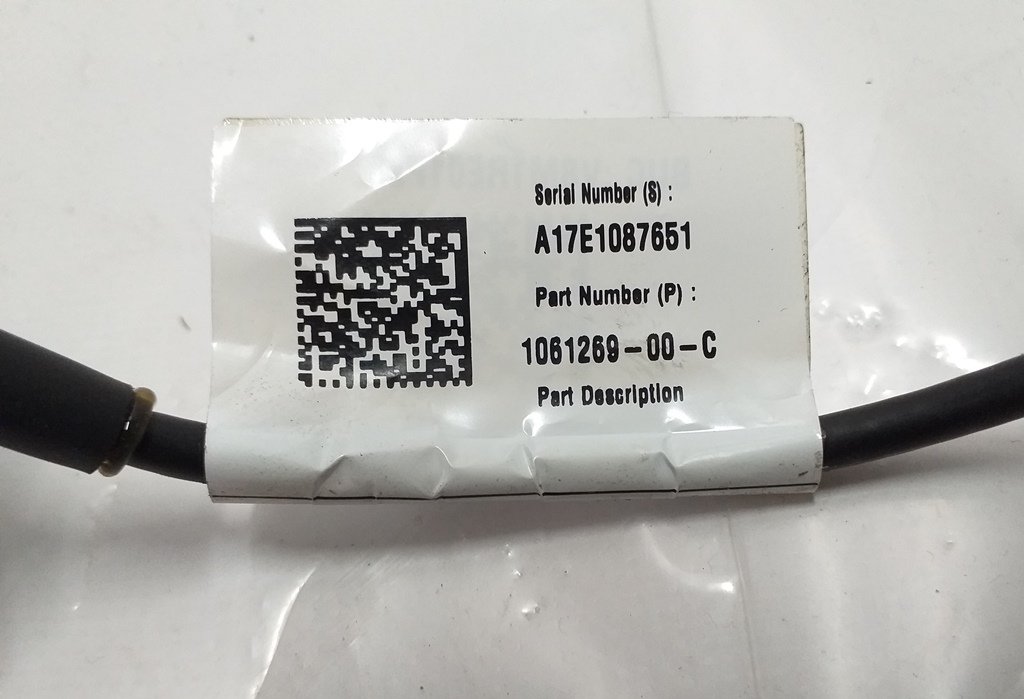 Serial Number (S) :
A17E1087651
Part Number (P) :
1061269-00-C
Part Description